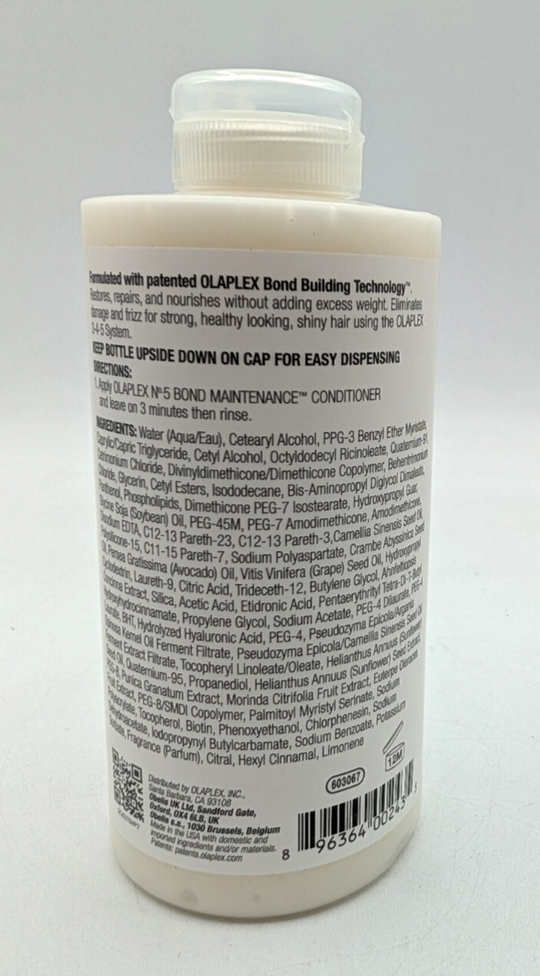 Formulated with patented OLAPLEX Bond Building Technology™.
Restores, repairs, and nourishes without adding excess weight. Eliminates
damage and frizz for strong, healthy looking, shiny hair using the OLAPLEX
3-4-5 System.
KEEP BOTTLE UPSIDE DOWN ON CAP FOR EASY DISPENSING
DIRECTIONS:
1. Apply OLAPLEX Nº5 BOND MAINTENANCE™ CONDITIONER
and leave on 3 minutes then rinse.
INGREDIENTS: Water (Aqua/Eau), Cetearyl Alcohol, PPG-3 Benzyl Ether Myristate,
Caprylic/Capric Triglyceride, Cetyl Alcohol, Octyldodecyl Ricinoleate, Quaternium-91,
Cetrimonium Chloride, Divinyldimethicone/Dimethicone Copolymer, Behentrimonium
Chloride, Glycerin, Cetyl Esters, Isododecane, Bis-Aminopropyl Diglycol Dimaleate,
Panthenol, Phospholipids, Dimethicone PEG-7 Isostearate, Hydroxypropyl Guar,
Glycine Soja (Soybean) Oil, PEG-45M, PEG-7 Amodimethicone, Amodimethicone,
Disodium EDTA, C12-13 Pareth-23, C12-13 Pareth-3,Camellia Sinensis Seed Oil,
Polysilicone-15, C11-15 Pareth-7, Sodium Polyaspartate, Crambe Abyssinica Seed
Oil, Persea Gratissima (Avocado) Oil, Vitis Vinifera (Grape) Seed Oil, Hydroxypropyl
Cyclodextrin, Laureth-9, Citric Acid, Trideceth-12, Butylene Glycol, Ahnfeltiopsis
Concinna Extract, Silica, Acetic Acid, Etidronic Acid, Pentaerythrityl Tetra-Di-T-Butyl
Hydroxyhydrocinnamate, Propylene Glycol, Sodium Acetate, PEG-4 Dilaurate, PEG-4
Laurate, BHT, Hydrolyzed Hyaluronic Acid, PEG-4, Pseudozyma Epicola/Argania
Spinosa Kernel Oil Ferment Filtrate, Pseudozyma Epicola/Camellia Sinensis Seed Oil
Ferment Extract Filtrate, Tocopheryl Linoleate/Oleate, Helianthus Annuus (Sunflower)
Seed Oil, Quaternium-95, Propanediol, Helianthus Annuus (Sunflower) Seed Extract,
PEG-8, Punica Granatum Extract, Morinda Citrifolia Fruit Extract, Euterpe Oleracea
Fruit Extract, PEG-8/SMDI Copolymer, Palmitoyl Myristyl Serinate, Sodium
Polyacrylate, Tocopherol, Biotin, Phenoxyethanol, Chlorphenesin, Sodium
Dehydroacetate, Iodopropynyl Butylcarbamate, Sodium Benzoate, Potassium
Fragrance (Parfum), Citral, Hexyl Cinnamal, Limonene
12M
603067
Distributed by OLAPLEX, INC.,
Santa Barbara, CA 93108
Obelis UK Ltd, Sandford Gate,
Oxford, OX4 6LB, UK
Obelis s.a., 1030 Brussels, Belgium
Made in the USA with domestic and
imported ingredients and/or materials.
Patents: patents.olaplex.com
8 96364 00243